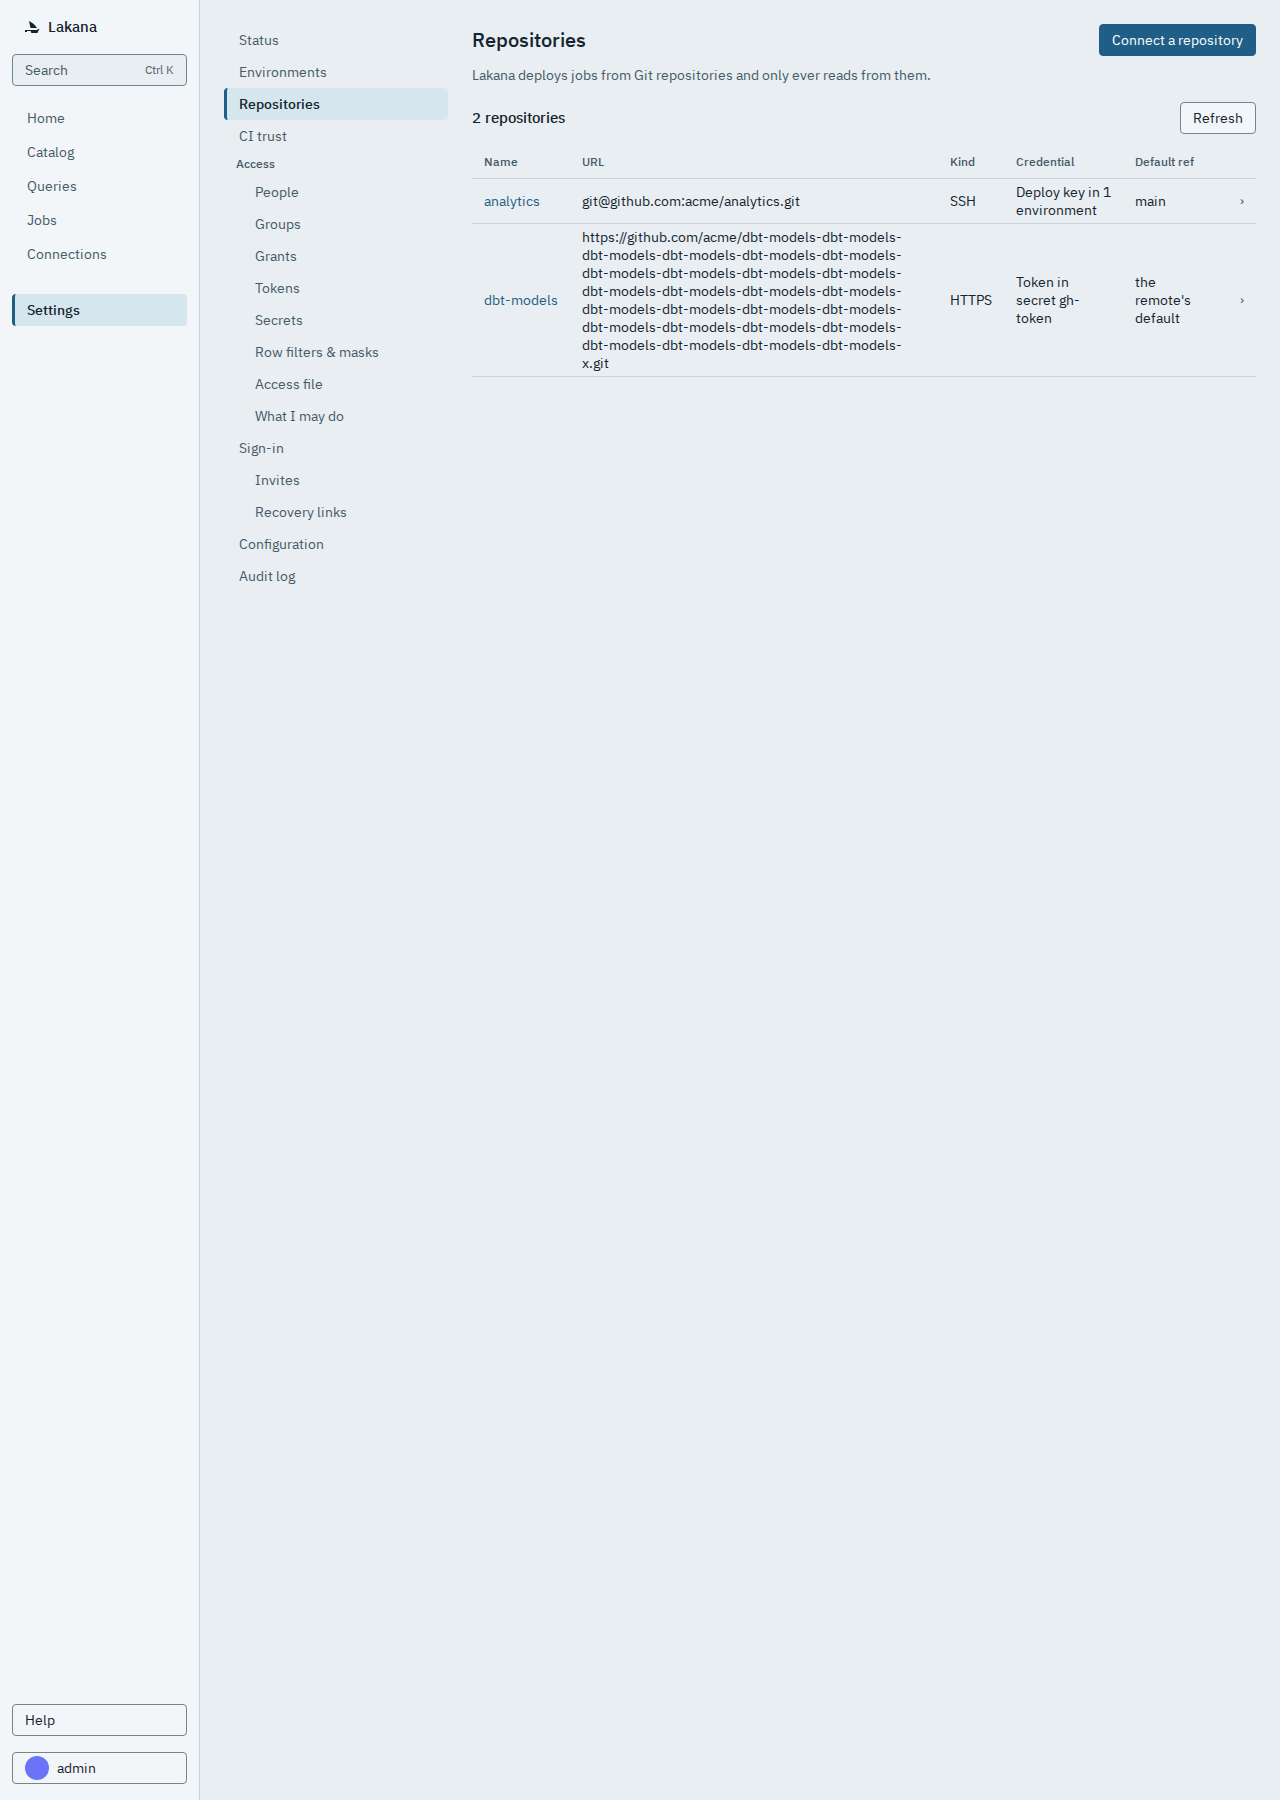 Lakana
Search Ctrl K
Home
Catalog
Queries
Jobs
Connections
Settings
Help
admin
Status
Environments
Repositories
CI trust
Access
People
Groups
Grants
Tokens
Secrets
Row filters & masks
Access file
What I may do
Sign-in
Invites
Recovery links
Configuration
Audit log
Repositories
Connect a repository
Lakana deploys jobs from Git repositories and only ever reads from them.
2 repositories
Refresh
Name URL Kind Credential Default ref
analytics git@github.com:acme/analytics.git SSH Deploy key in 1 environment main ›
dbt-models
https://github.com/acme/dbt-models-dbt-models-
dbt-models-dbt-models-dbt-models-dbt-models-
dbt-models-dbt-models-dbt-models-dbt-models-
dbt-models-dbt-models-dbt-models-dbt-models-
dbt-models-dbt-models-dbt-models-dbt-models-
dbt-models-dbt-models-dbt-models-dbt-models-
dbt-models-dbt-models-dbt-models-dbt-models-
x.git
HTTPS
Token in
secret gh-
token
the
remote's
default
›